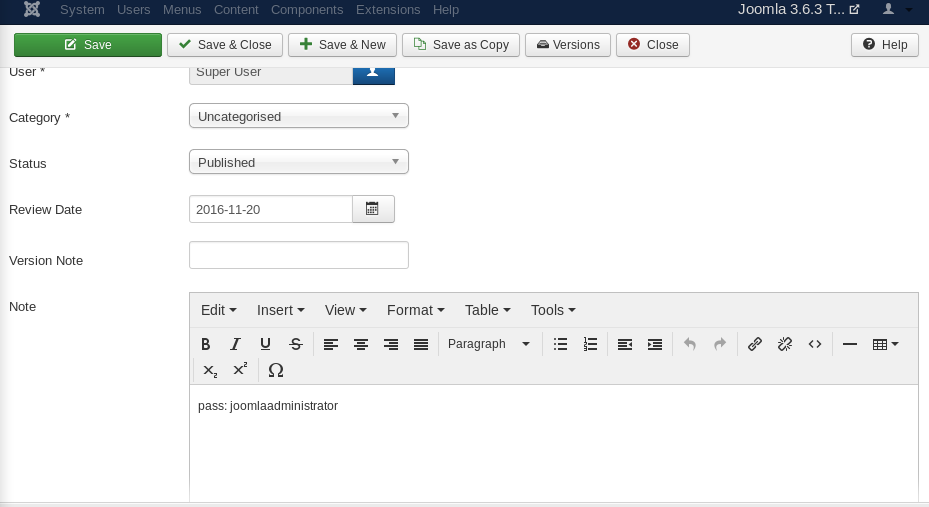 System Users Menus Content Components Extensions Help Joomla 3.6.3 T...
Save Save & Close Save & New Save as Copy Versions Close Help
User * Super User
Category * Uncategorised
Status Published
Review Date 2016-11-20
Version Note
Note Edit Insert View Format Table Tools
B I U S Paragraph
pass: joomlaadministrator